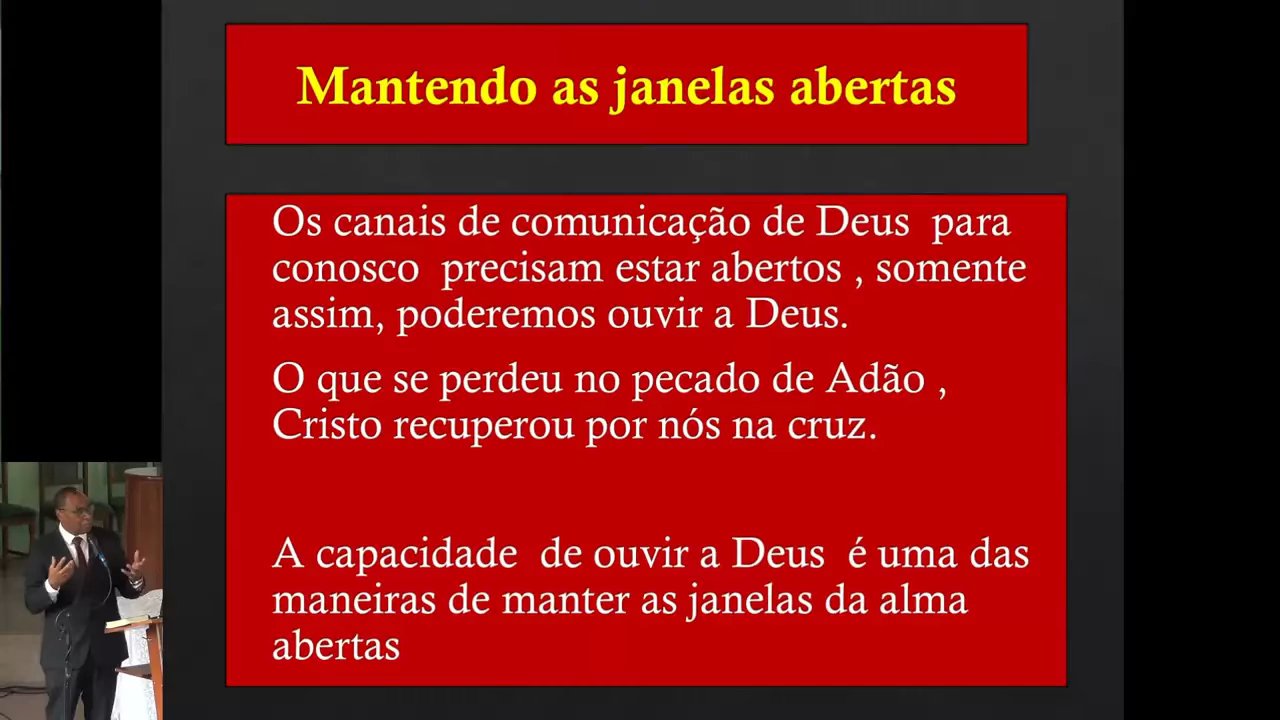 Mantendo as janelas abertas
Os canais de comunicação de Deus  para
conosco  precisam estar abertos , somente
assim, poderemos ouvir a Deus.
O que se perdeu no pecado de Adão ,
Cristo recuperou por nós na cruz.
A capacidade  de ouvir a Deus  é uma das
maneiras de manter as janelas da alma
abertas